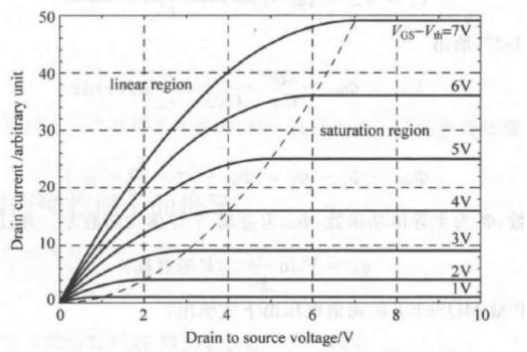 50
40
30
20
10
0
0
2
4
6
8
10
Drain current /arbitrary unit
Drain to source voltage/V
linear region
saturation region
V_GS−V_th=7V
6V
5V
4V
3V
2V
1V